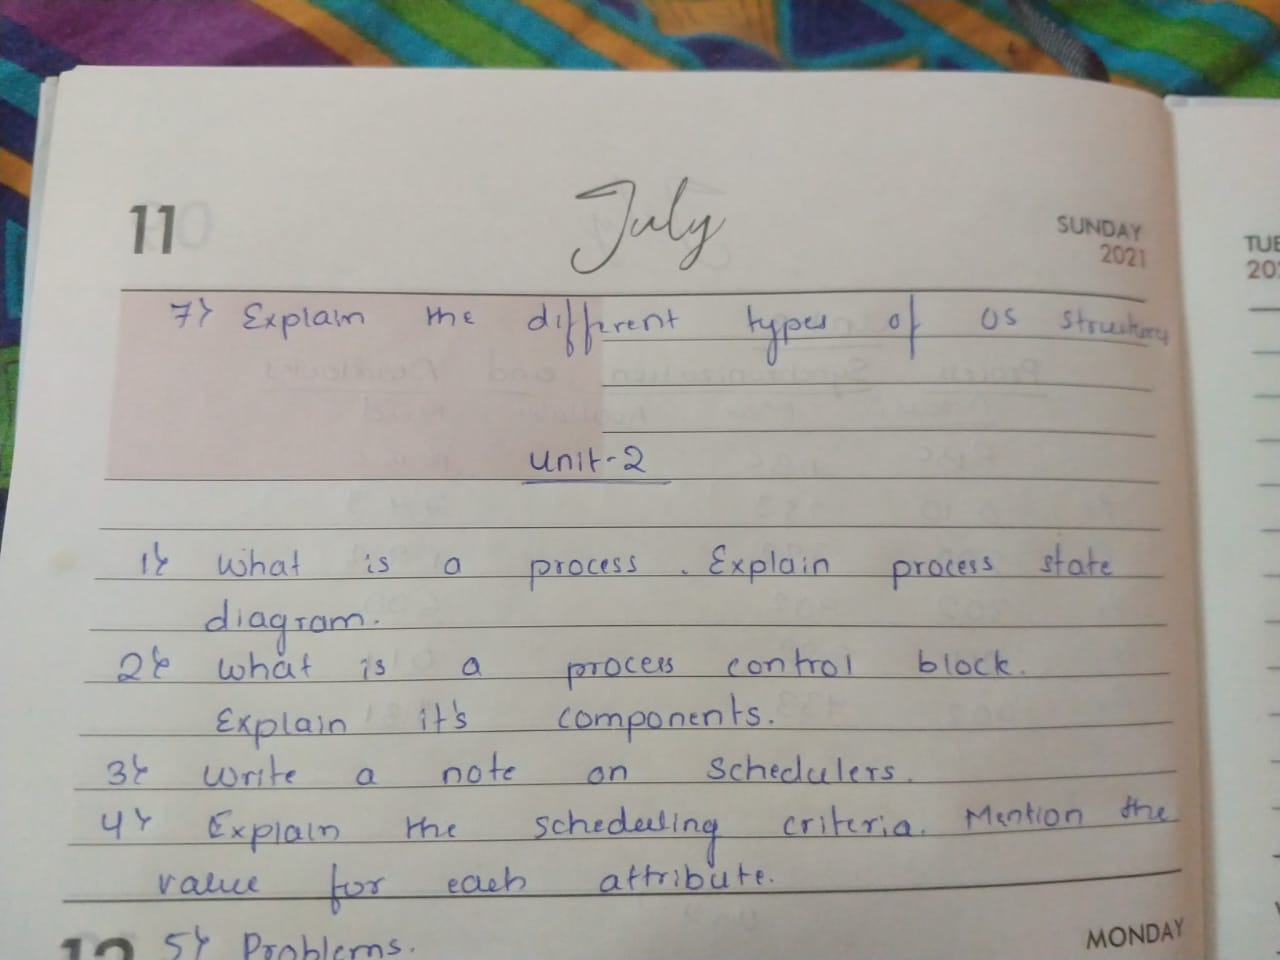 11 July SUNDAY
2021
TUE
7) Explain the different types of OS structures
Unit-2
1) What is a process. Explain process state
diagram.
2) What is a process control block.
Explain it's components.
3) Write a note on Schedulers.
4) Explain the scheduling criteria. Mention the
value for each attribute.
12 MONDAY
5) Problems.